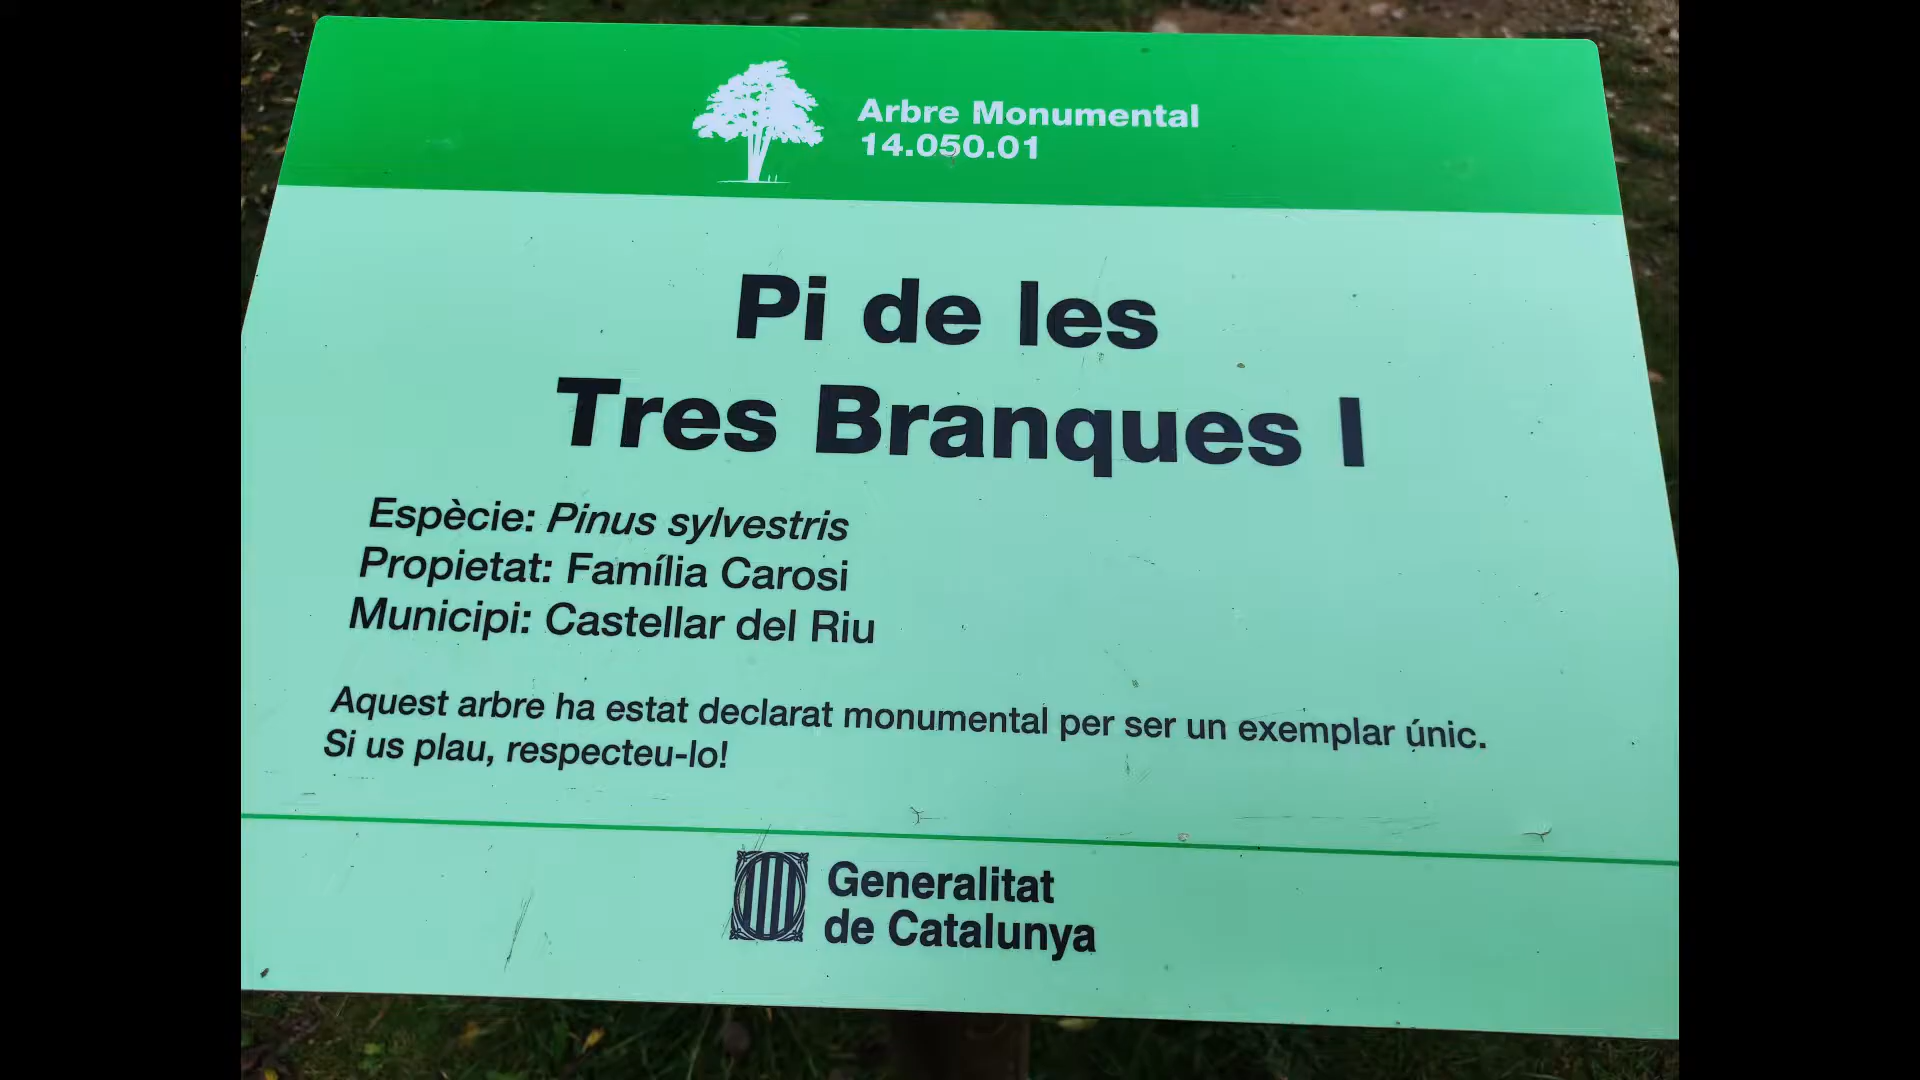 Arbre Monumental
14.050.01
Pi de les
Tres Branques I
Espècie: Pinus sylvestris
Propietat: Família Carosi
Municipi: Castellar del Riu
Aquest arbre ha estat declarat monumental per ser un exemplar únic.
Si us plau, respecteu-lo!
Generalitat
de Catalunya